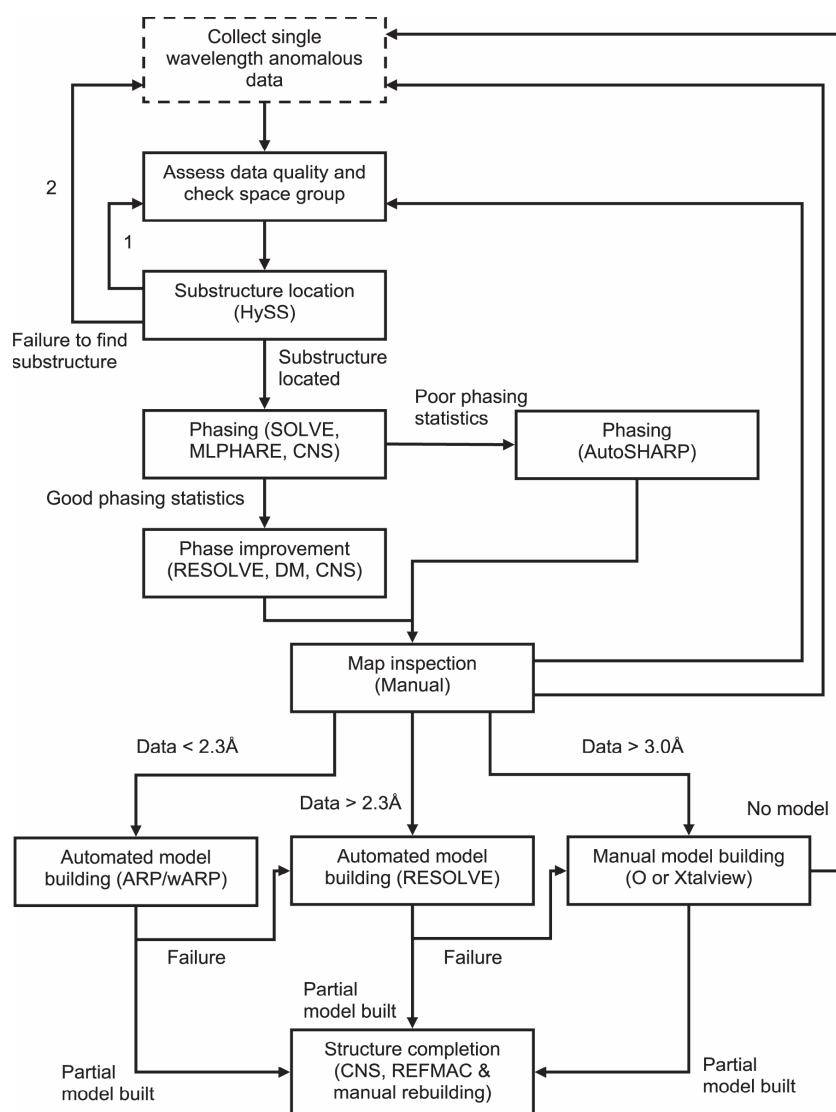 Collect single
wavelength anomalous
data
Assess data quality and
check space group
2
1
Substructure location
(HySS)
Failure to find
substructure
Substructure
located
Poor phasing
statistics
Phasing (SOLVE,
MLPHARE, CNS)
Phasing
(AutoSHARP)
Good phasing statistics
Phase improvement
(RESOLVE, DM, CNS)
Map inspection
(Manual)
Data < 2.3Å
Data > 2.3Å
Data > 3.0Å
No model
Automated model
building (ARP/wARP)
Automated model
building (RESOLVE)
Manual model building
(O or Xtalview)
Failure
Failure
Partial
model built
Structure completion
(CNS, REFMAC &
manual rebuilding)
Partial
model built
Partial
model built